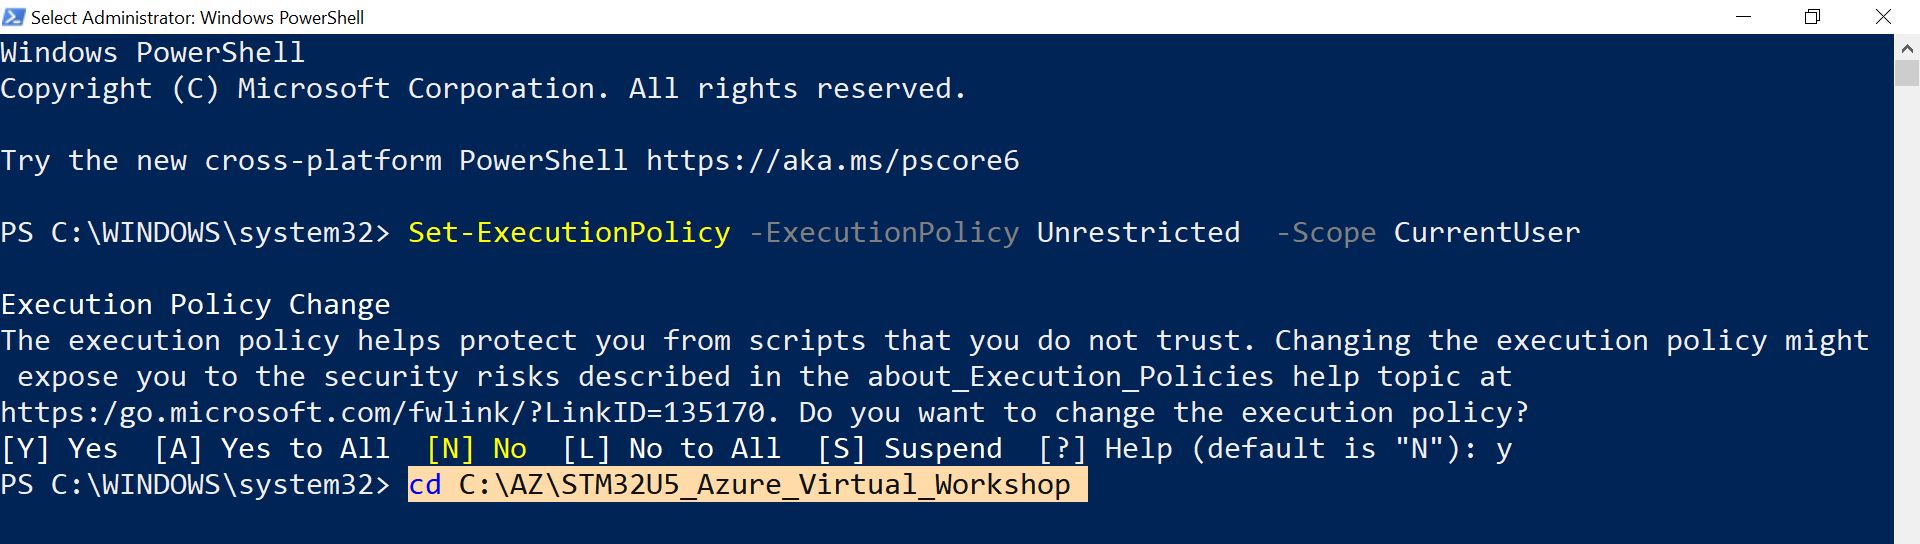 Select Administrator: Windows PowerShell
Windows PowerShell
Copyright (C) Microsoft Corporation. All rights reserved.
Try the new cross-platform PowerShell https://aka.ms/pscore6
PS C:\WINDOWS\system32> Set-ExecutionPolicy -ExecutionPolicy Unrestricted  -Scope CurrentUser
Execution Policy Change
The execution policy helps protect you from scripts that you do not trust. Changing the execution policy might
 expose you to the security risks described in the about_Execution_Policies help topic at
https:/go.microsoft.com/fwlink/?LinkID=135170. Do you want to change the execution policy?
[Y] Yes  [A] Yes to All  [N] No  [L] No to All  [S] Suspend  [?] Help (default is "N"): y
PS C:\WINDOWS\system32> cd C:\AZ\STM32U5_Azure_Virtual_Workshop